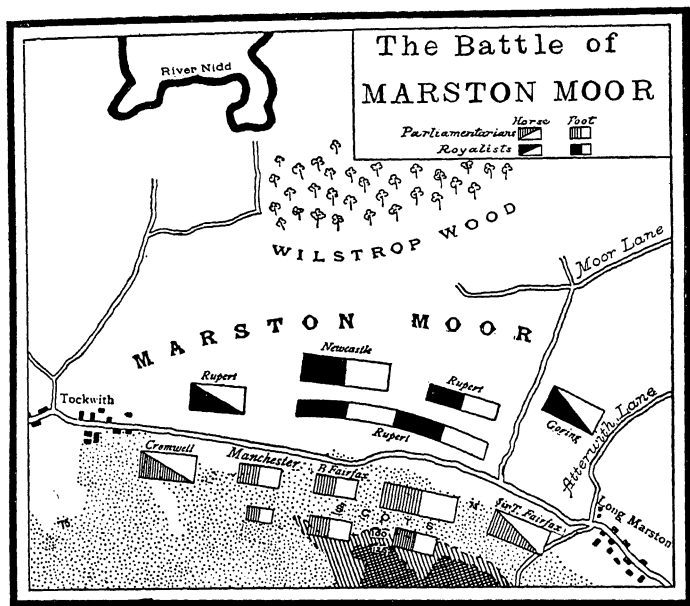 The Battle of
MARSTON MOOR
Horse Foot
Parliamentarians
Royalists
River Nidd
WILSTROP WOOD
Moor Lane
MARSTON MOOR
Newcastle
Rupert
Rupert
Rupert
Goring
Atterwith Lane
Tockwith
Cromwell
Manchester
B. Fairfax
Scots
Sir T. Fairfax
Long Marston